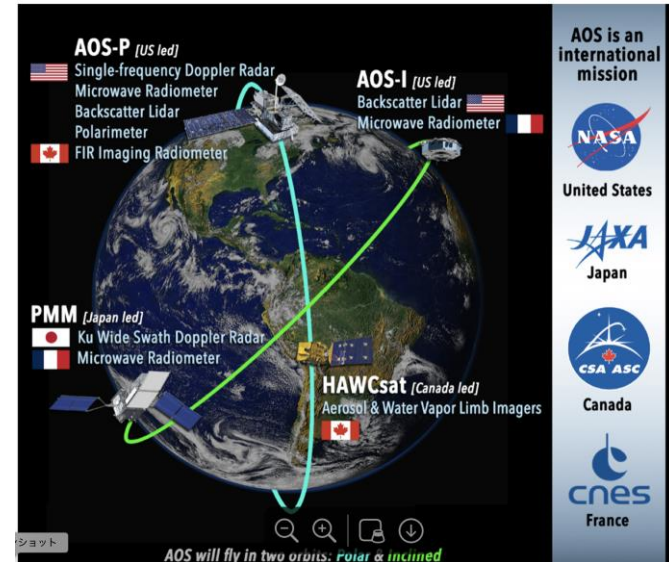 AOS-P [US led]
Single-frequency Doppler Radar
Microwave Radiometer
Backscatter Lidar
Polarimeter
FIR Imaging Radiometer
AOS-I [US led]
Backscatter Lidar
Microwave Radiometer
PMM [Japan led]
Ku Wide Swath Doppler Radar
Microwave Radiometer
HAWCsat [Canada led]
Aerosol & Water Vapor Limb Imagers
ショット
AOS will fly in two orbits: Polar & Inclined
AOS is an
international
mission
NASA
United States
JAXA
Japan
CSA ASC
Canada
cnes
France